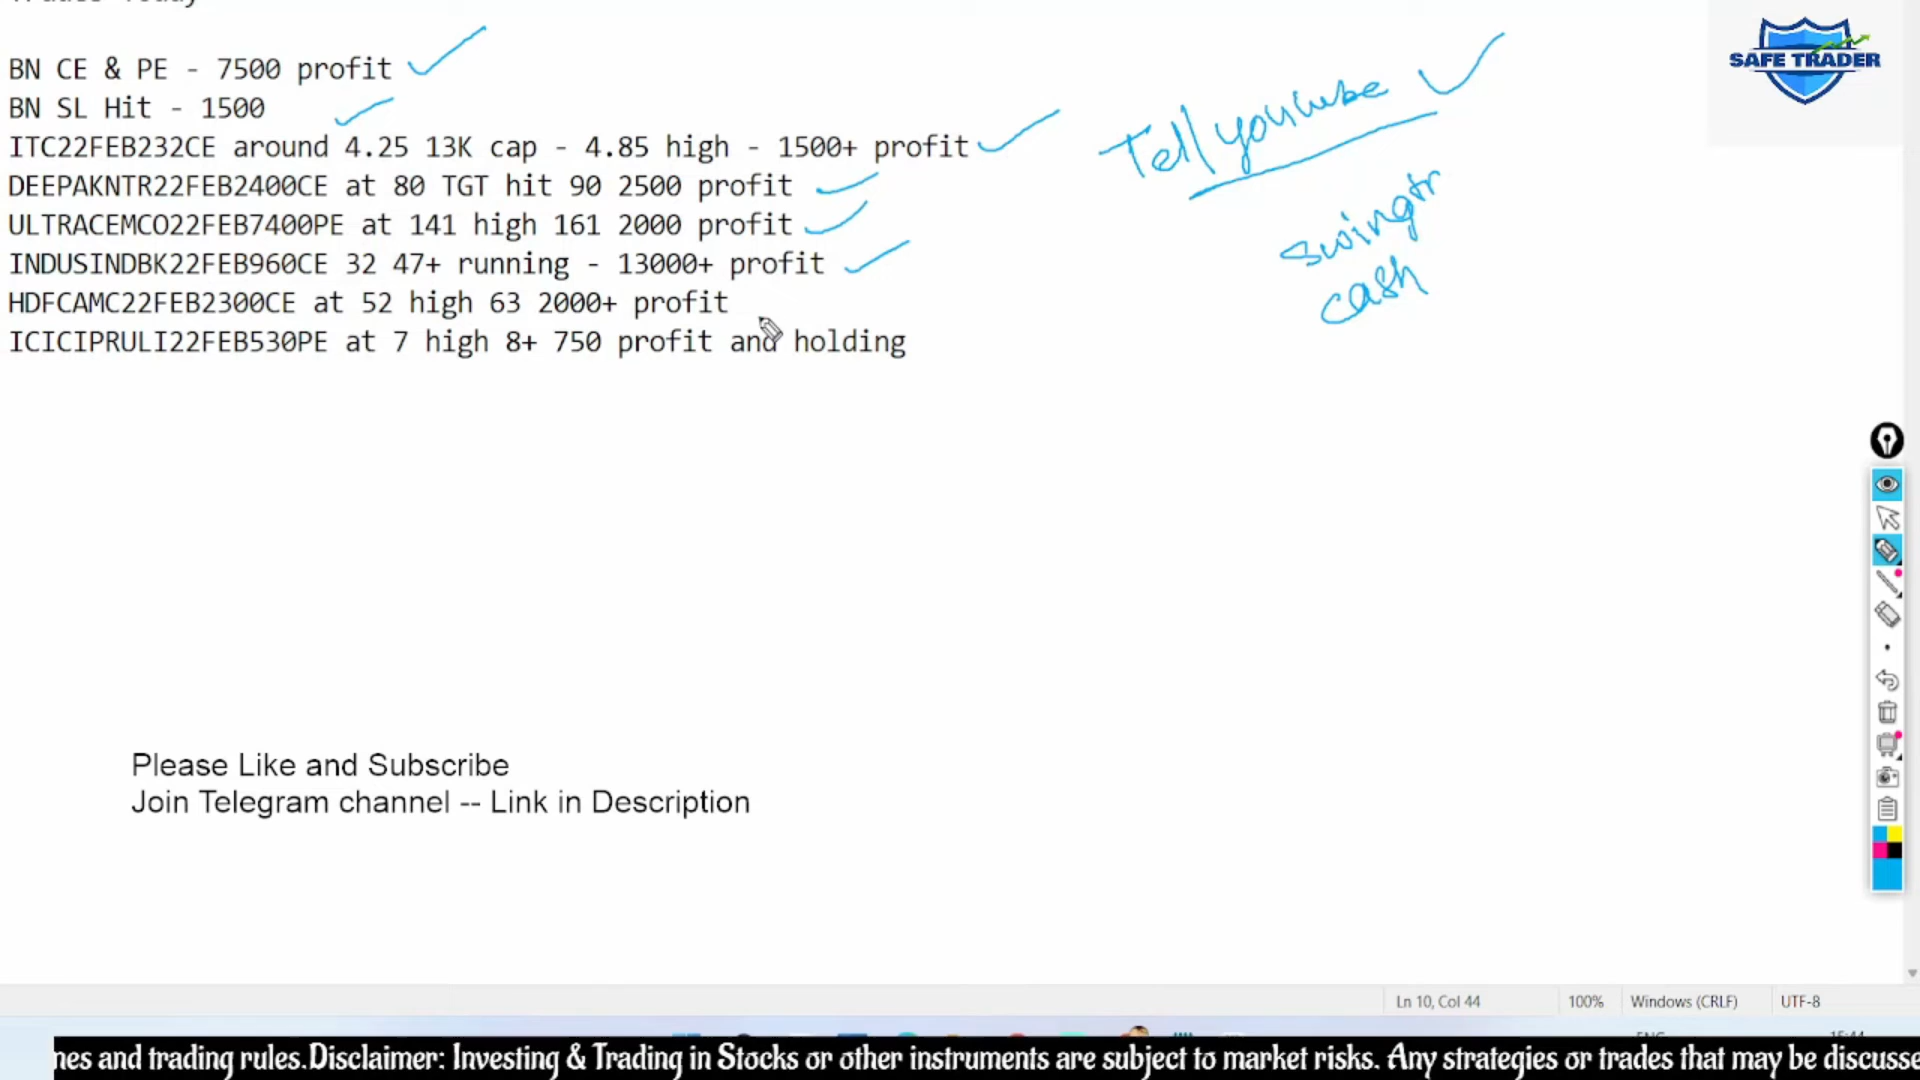 BN CE & PE - 7500 profit
BN SL Hit - 1500
ITC22FEB232CE around 4.25 13K cap - 4.85 high - 1500+ profit
DEEPAKNTR22FEB2400CE at 80 TGT hit 90 2500 profit
ULTRACEMCO22FEB7400PE at 141 high 161 2000 profit
INDUSINDBK22FEB960CE 32 47+ running - 13000+ profit
HDFCAMC22FEB2300CE at 52 high 63 2000+ profit
ICICIPRULI22FEB530PE at 7 high 8+ 750 profit and holding
SAFE TRADER
cash
Please Like and Subscribe
Join Telegram channel -- Link in Description
Ln 10, Col 44
100%
Windows (CRLF)
UTF-8
and trading rules.Disclaimer: Investing & Trading in Stocks or other instruments are subject to market risks. Any strategies or trades that may be